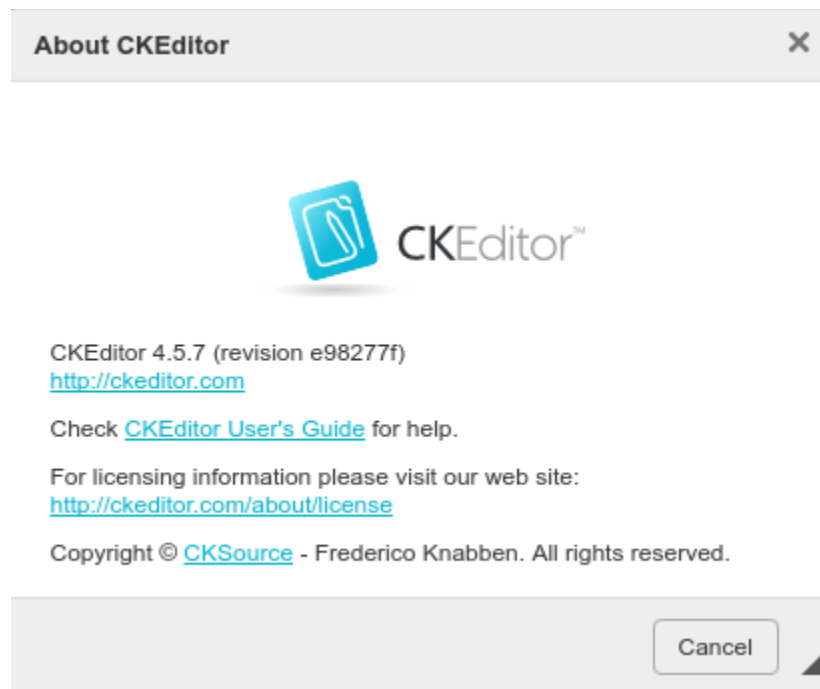 About CKEditor
CKEditor™
CKEditor 4.5.7 (revision e98277f)
http://ckeditor.com
Check CKEditor User's Guide for help.
For licensing information please visit our web site:
http://ckeditor.com/about/license
Copyright © CKSource - Frederico Knabben. All rights reserved.
Cancel